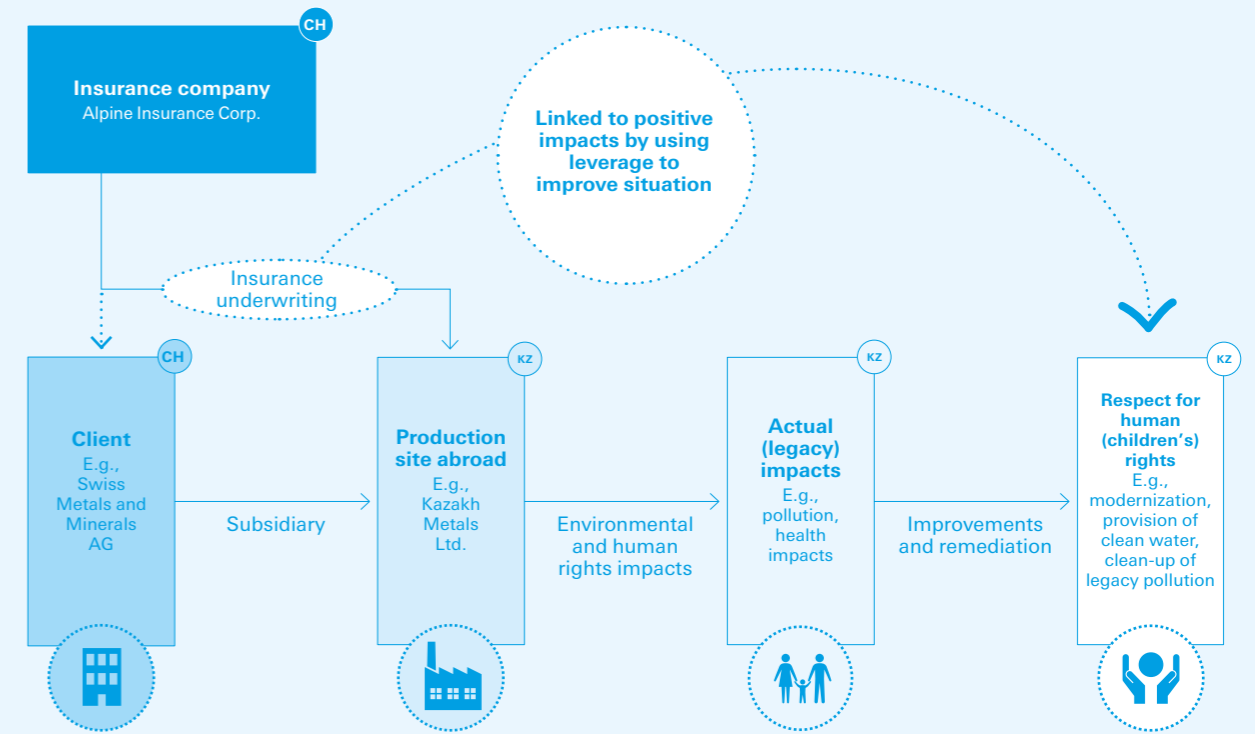 CH
Insurance company
Alpine Insurance Corp.
Linked to positive
impacts by using
leverage to
improve situation
Insurance
underwriting
CH
Client
E.g.,
Swiss
Metals and
Minerals
AG
Subsidiary
KZ
Production
site abroad
E.g.,
Kazakh
Metals
Ltd.
Environmental
and human
rights impacts
KZ
Actual
(legacy)
impacts
E.g.,
pollution,
health
impacts
Improvements
and remediation
KZ
Respect for
human
(children’s)
rights
E.g.,
modernization,
provision of
clean water,
clean-up of
legacy pollution